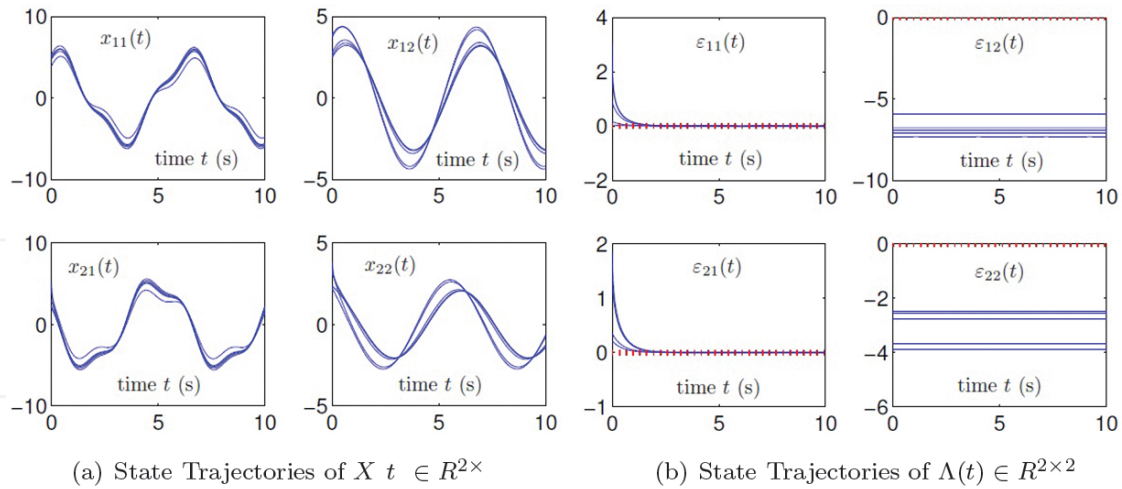 10 5 4 0
x₁₁(t) x₁₂(t) ε₁₁(t) ε₁₂(t)
2
0 0 0 −5
time t (s) time t (s) time t (s) time t (s)
−10 −5 −2 −10
0 5 10 0 5 10 0 5 10 0 5 10
10 5 2 0
x₂₁(t) x₂₂(t) ε₂₁(t) ε₂₂(t)
1 −2
0 0 0 −4
time t (s) time t (s) time t (s) time t (s)
−10 −5 −1 −6
0 5 10 0 5 10 0 5 10 0 5 10
(a) State Trajectories of X t ∈ R²ˣ (b) State Trajectories of Λ(t) ∈ R²ˣ²